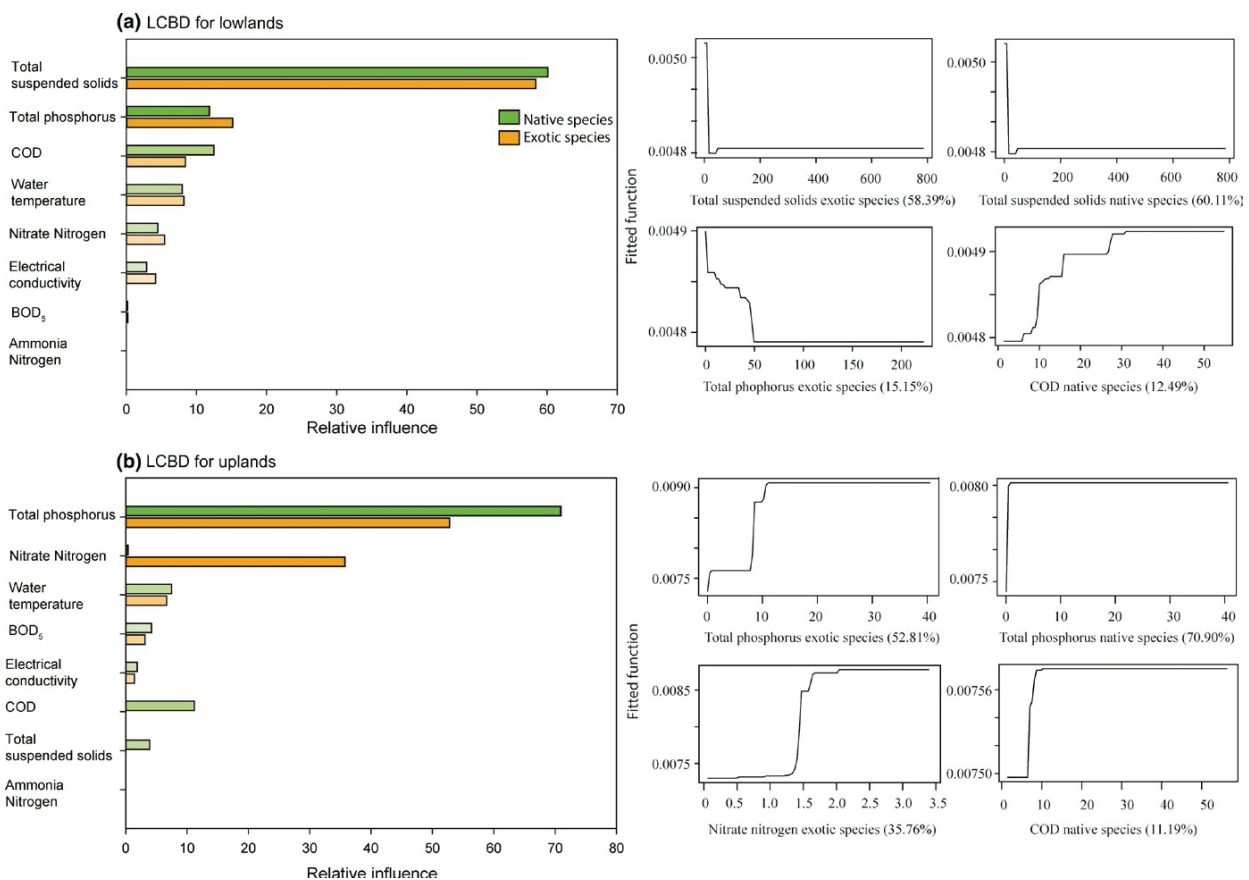 (a) LCBD for lowlands
Total
suspended solids
Total phosphorus
COD
Water
temperature
Nitrate Nitrogen
Electrical
conductivity
BOD5
Ammonia
Nitrogen
0 10 20 30 40 50 60 70
Relative influence
Native species
Exotic species
Fitted function
0.0050
0.0048
0 200 400 600 800
Total suspended solids exotic species (58.39%)
0.0050
0.0048
0 200 400 600 800
Total suspended solids native species (60.11%)
0.0049
0.0048
0 50 100 150 200
Total phophorus exotic species (15.15%)
0.0049
0.0048
0 10 20 30 40 50
COD native species (12.49%)
(b) LCBD for uplands
Total phosphorus
Nitrate Nitrogen
Water
temperature
BOD5
Electrical
conductivity
COD
Total
suspended solids
Ammonia
Nitrogen
0 10 20 30 40 50 60 70 80
Relative influence
Fitted function
0.0090
0.0075
0 10 20 30 40
Total phosphorus exotic species (52.81%)
0.0080
0.0075
0 10 20 30 40
Total phosphorus native species (70.90%)
0.0085
0.0075
0 0.5 1.0 1.5 2.0 2.5 3.0 3.5
Nitrate nitrogen exotic species (35.76%)
0.00756
0.00750
0 10 20 30 40 50
COD native species (11.19%)